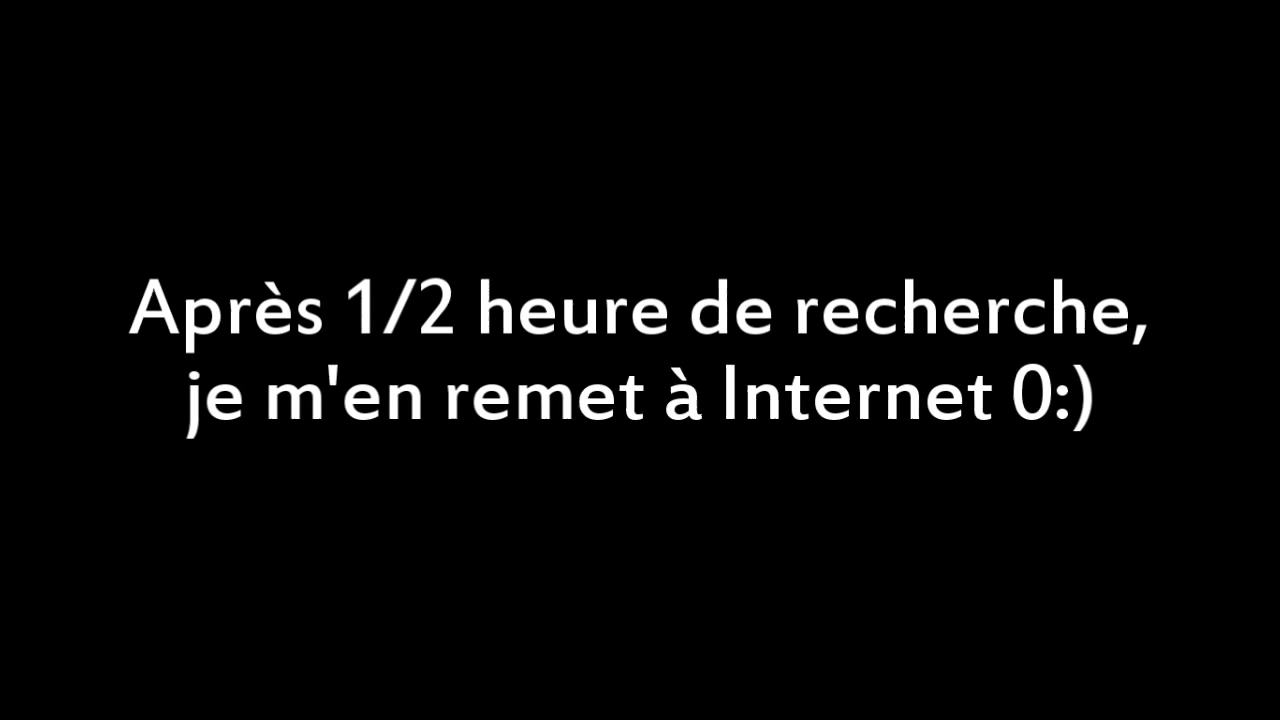 Après 1/2 heure de recherche,
je m'en remet à Internet 0:)